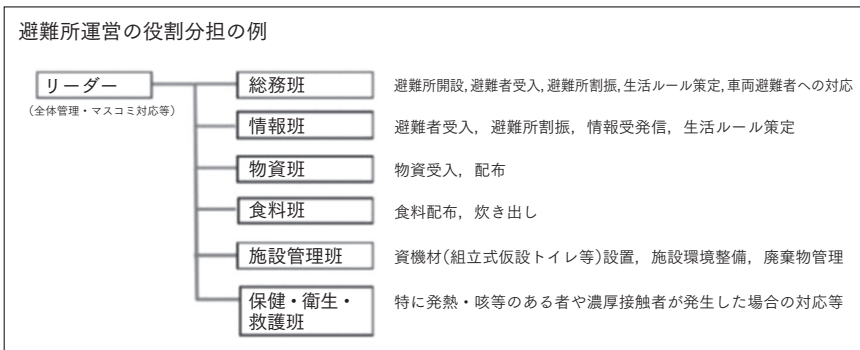 避難所運営の役割分担の例
リーダー
(全体管理・マスコミ対応等)
総務班
避難所開設,避難者受入,避難所割振,生活ルール策定,車両避難者への対応
情報班
避難者受入，避難所割振，情報受発信，生活ルール策定
物資班
物資受入，配布
食料班
食料配布，炊き出し
施設管理班
資機材(組立式仮設トイレ等)設置，施設環境整備，廃棄物管理
保健・衛生・
救護班
特に発熱・咳等のある者や濃厚接触者が発生した場合の対応等